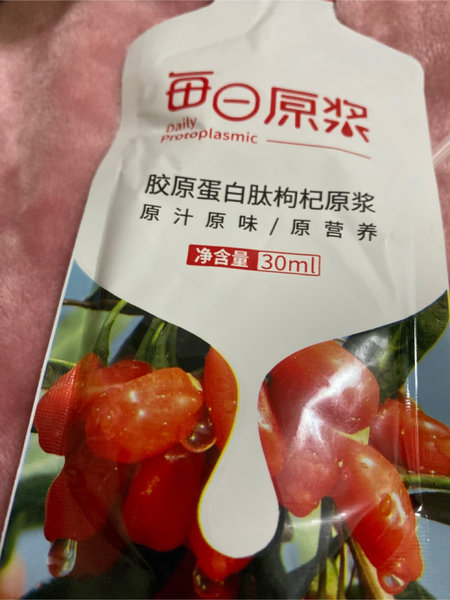 每日原浆
Daily
Protoplasmic
胶原蛋白肽枸杞原浆
原汁原味/原营养
净含量 30ml